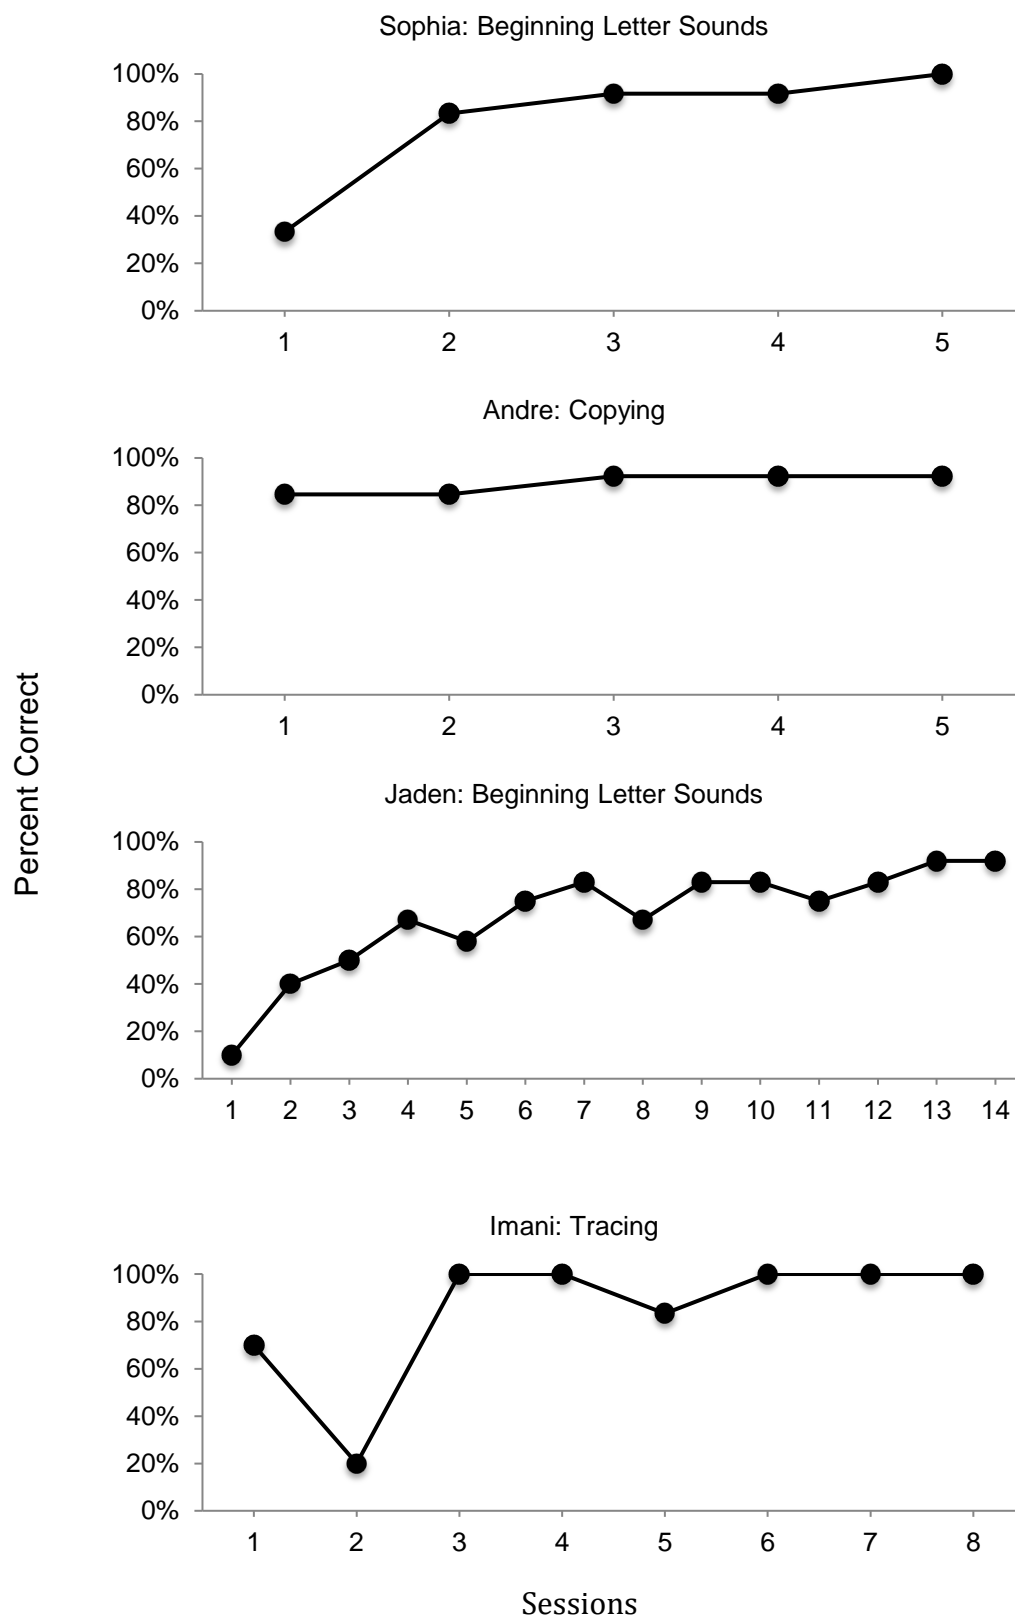 Sophia: Beginning Letter Sounds
100%
80%
60%
40%
20%
0%
1 2 3 4 5
Andre: Copying
100%
80%
60%
40%
20%
0%
1 2 3 4 5
Percent Correct
Jaden: Beginning Letter Sounds
100%
80%
60%
40%
20%
0%
1 2 3 4 5 6 7 8 9 10 11 12 13 14
Imani: Tracing
100%
80%
60%
40%
20%
0%
1 2 3 4 5 6 7 8
Sessions